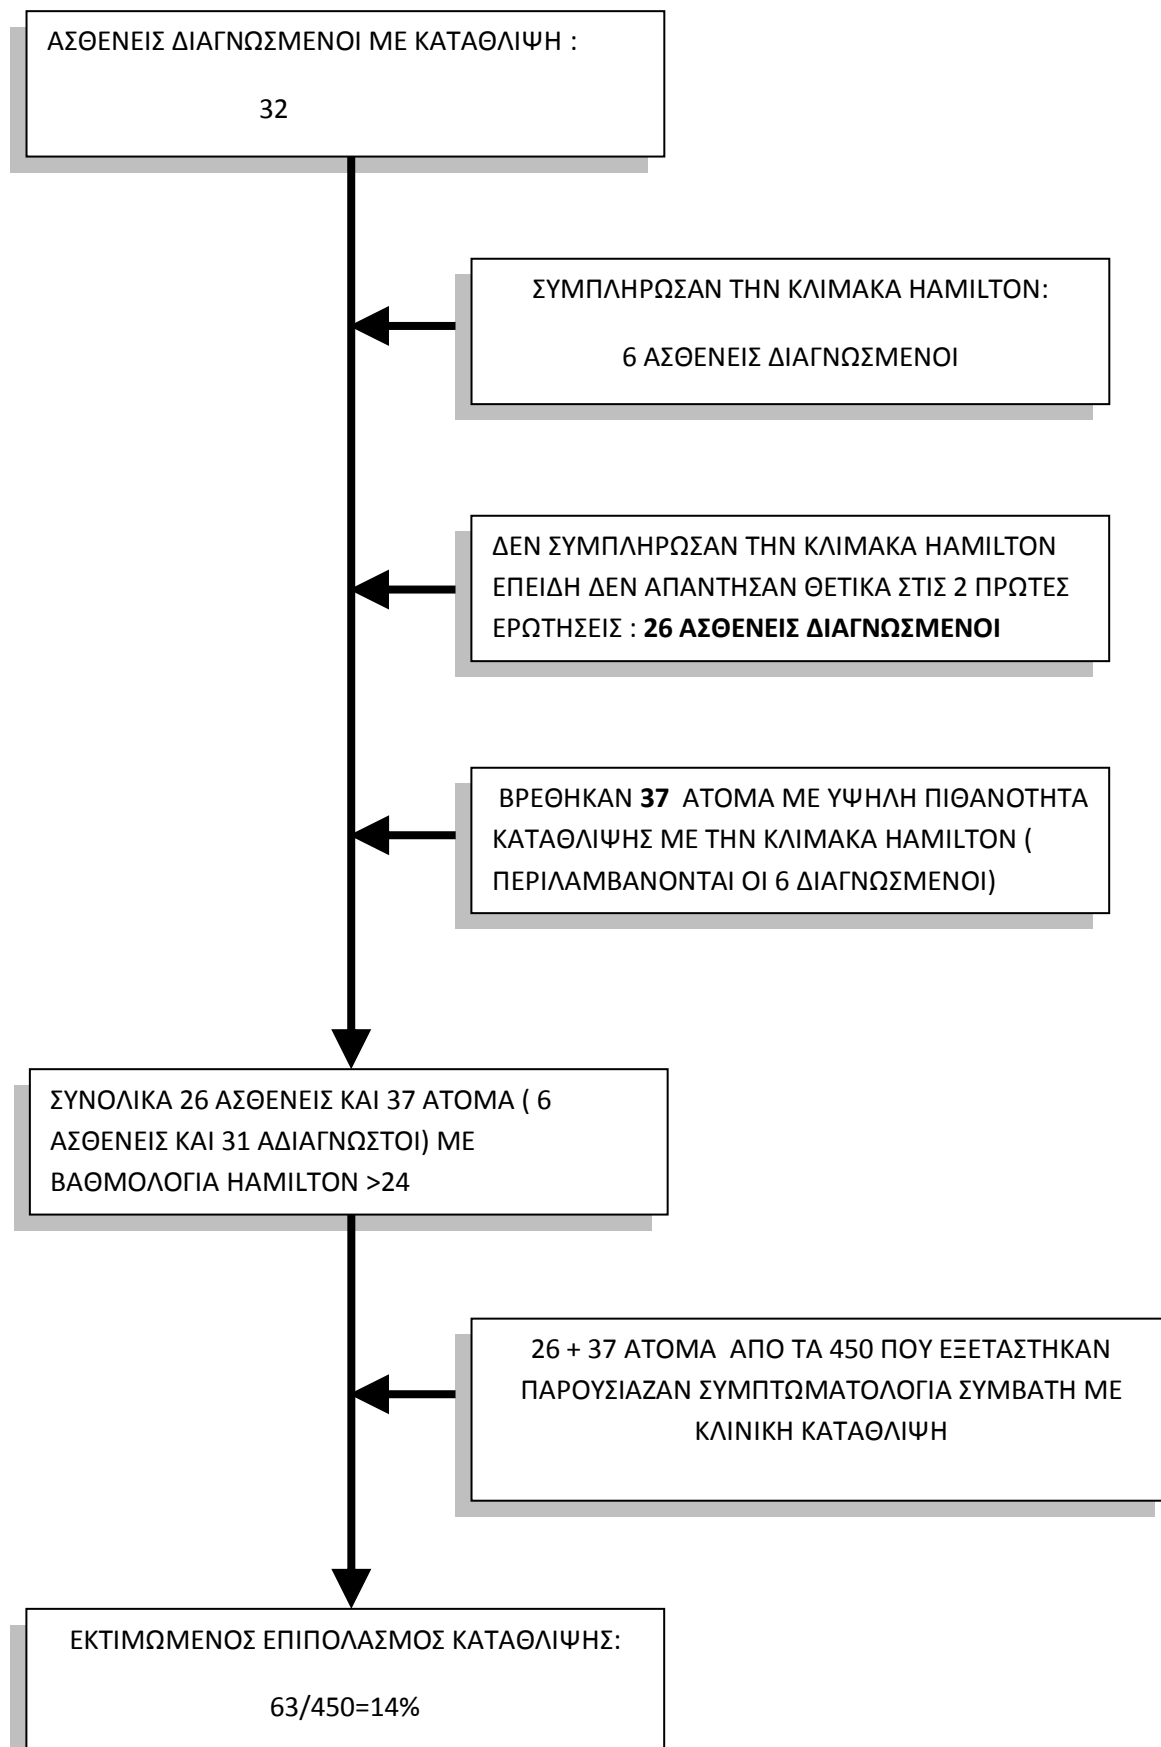 ΑΣΘΕΝΕΙΣ ΔΙΑΓΝΩΣΜΕΝΟΙ ΜΕ ΚΑΤΑΘΛΙΨΗ :
32
ΣΥΜΠΛΗΡΩΣΑΝ ΤΗΝ ΚΛΙΜΑΚΑ HAMILTON:
6 ΑΣΘΕΝΕΙΣ ΔΙΑΓΝΩΣΜΕΝΟΙ
ΔΕΝ ΣΥΜΠΛΗΡΩΣΑΝ ΤΗΝ ΚΛΙΜΑΚΑ HAMILTON
ΕΠΕΙΔΗ ΔΕΝ ΑΠΑΝΤΗΣΑΝ ΘΕΤΙΚΑ ΣΤΙΣ 2 ΠΡΩΤΕΣ
ΕΡΩΤΗΣΕΙΣ : 26 ΑΣΘΕΝΕΙΣ ΔΙΑΓΝΩΣΜΕΝΟΙ
ΒΡΕΘΗΚΑΝ 37 ΑΤΟΜΑ ΜΕ ΥΨΗΛΗ ΠΙΘΑΝΟΤΗΤΑ
ΚΑΤΑΘΛΙΨΗΣ ΜΕ ΤΗΝ ΚΛΙΜΑΚΑ HAMILTON (
ΠΕΡΙΛΑΜΒΑΝΟΝΤΑΙ ΟΙ 6 ΔΙΑΓΝΩΣΜΕΝΟΙ)
ΣΥΝΟΛΙΚΑ 26 ΑΣΘΕΝΕΙΣ ΚΑΙ 37 ΑΤΟΜΑ ( 6
ΑΣΘΕΝΕΙΣ ΚΑΙ 31 ΑΔΙΑΓΝΩΣΤΟΙ) ΜΕ
ΒΑΘΜΟΛΟΓΙΑ HAMILTON >24
26 + 37 ΑΤΟΜΑ ΑΠΟ ΤΑ 450 ΠΟΥ ΕΞΕΤΑΣΤΗΚΑΝ
ΠΑΡΟΥΣΙΑΖΑΝ ΣΥΜΠΤΩΜΑΤΟΛΟΓΙΑ ΣΥΜΒΑΤΗ ΜΕ
ΚΛΙΝΙΚΗ ΚΑΤΑΘΛΙΨΗ
ΕΚΤΙΜΩΜΕΝΟΣ ΕΠΙΠΟΛΑΣΜΟΣ ΚΑΤΑΘΛΙΨΗΣ:
63/450=14%